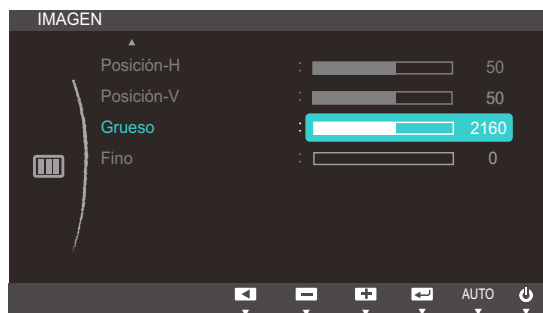 IMAGEN
Posición-H : 50
Posición-V : 50
Grueso : 2160
Fino : 0
AUTO